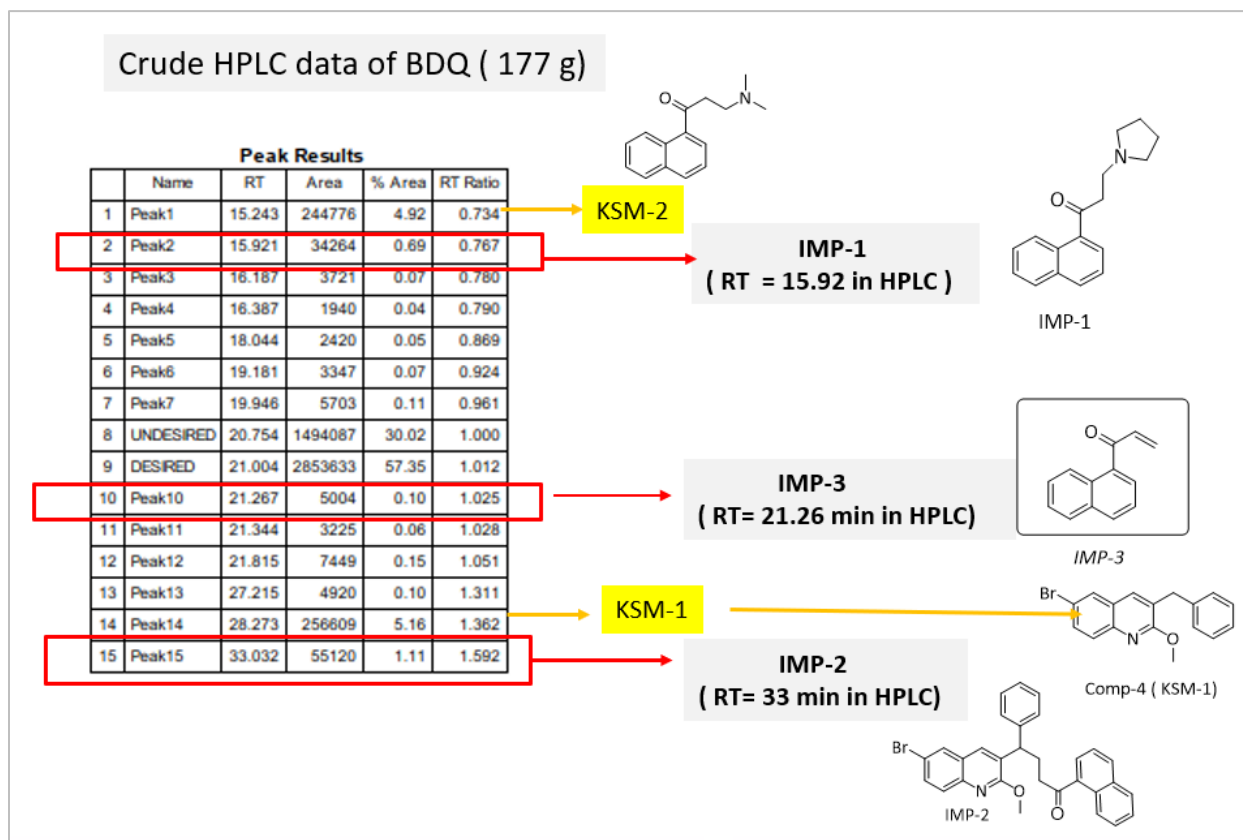 Crude HPLC data of BDQ ( 177 g)
O
N
Peak Results
Name RT Area % Area RT Ratio
1 Peak1 15.243 244776 4.92 0.734
2 Peak2 15.921 34264 0.69 0.767
3 Peak3 16.187 3721 0.07 0.780
4 Peak4 16.387 1940 0.04 0.790
5 Peak5 18.044 2420 0.05 0.869
6 Peak6 19.181 3347 0.07 0.924
7 Peak7 19.946 5703 0.11 0.961
8 UNDESIRED 20.754 1494087 30.02 1.000
9 DESIRED 21.004 2853633 57.35 1.012
10 Peak10 21.267 5004 0.10 1.025
11 Peak11 21.344 3225 0.06 1.028
12 Peak12 21.815 7449 0.15 1.051
13 Peak13 27.215 4920 0.10 1.311
14 Peak14 28.273 256609 5.16 1.362
15 Peak15 33.032 55120 1.11 1.592
KSM-2
IMP-1
( RT = 15.92 in HPLC )
N
O
IMP-1
IMP-3
( RT= 21.26 min in HPLC)
O
IMP-3
KSM-1
Br
N
O
Comp-4 ( KSM-1)
IMP-2
( RT= 33 min in HPLC)
Br
N
O
O
IMP-2